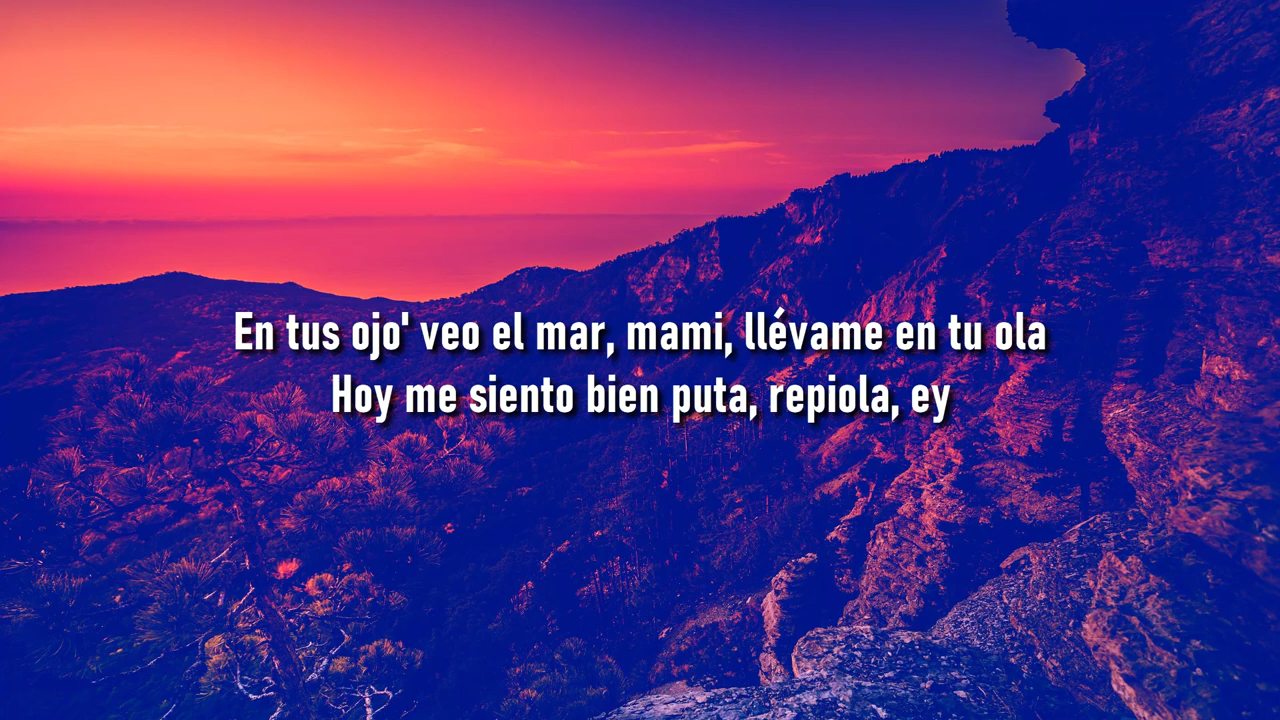 En tus ojo' veo el mar, mami, llévame en tu ola
Hoy me siento bien puta, repiola, ey